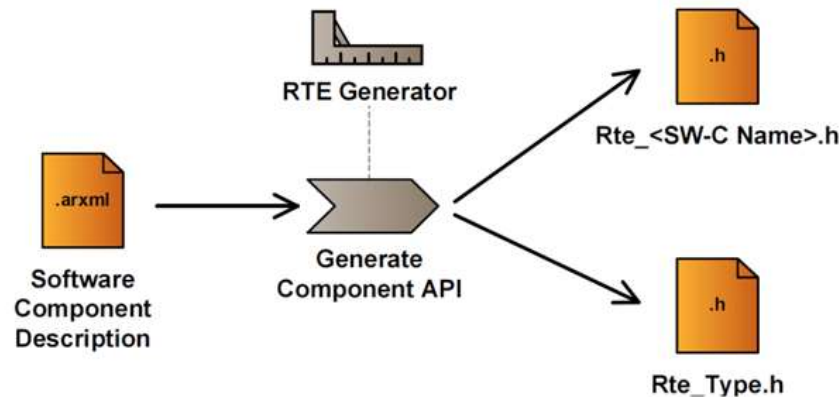 RTE Generator
.h
Rte_<SW-C Name>.h
.arxml
Software
Component
Description
Generate
Component API
.h
Rte_Type.h